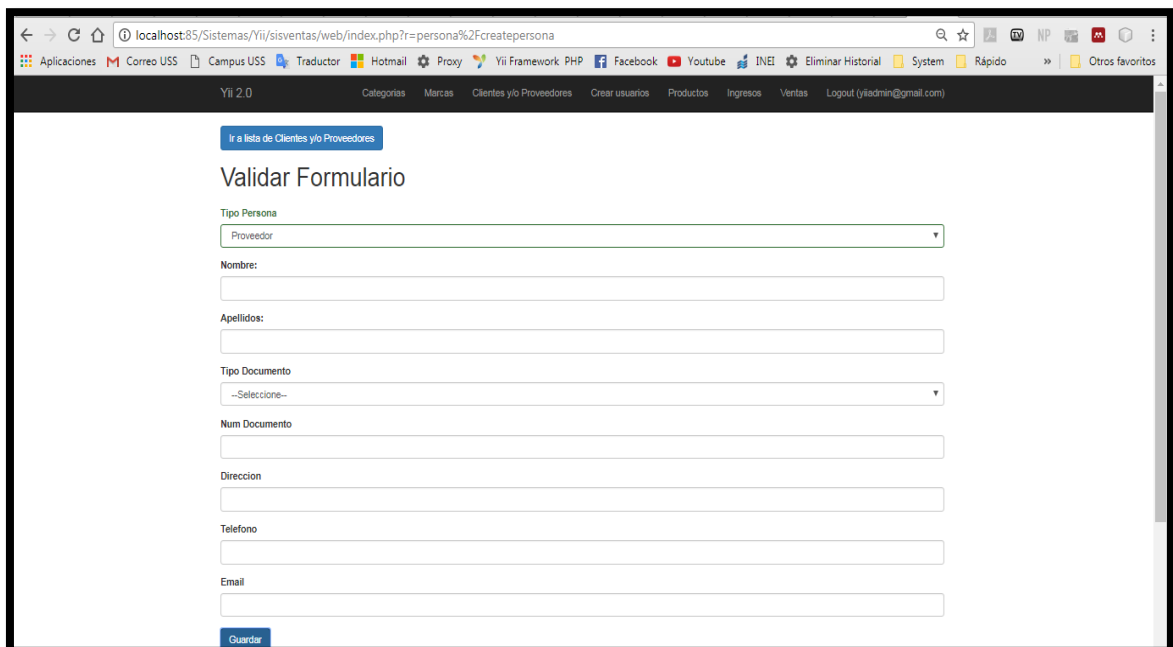 localhost:85/Sistemas/Yii/sisventas/web/index.php?r=persona%2Fcreatepersona
Aplicaciones Correo USS Campus USS Traductor Hotmail Proxy Yii Framework PHP Facebook Youtube INEI Eliminar Historial System Rápido » Otros favoritos
Yii 2.0 Categorias Marcas Clientes y/o Proveedores Crear usuarios Productos Ingresos Ventas Logout (yiiadmin@gmail.com)
Ir a lista de Clientes y/o Proveedores
Validar Formulario
Tipo Persona
Proveedor
Nombre:
Apellidos:
Tipo Documento
--Seleccione--
Num Documento
Direccion
Telefono
Email
Guardar